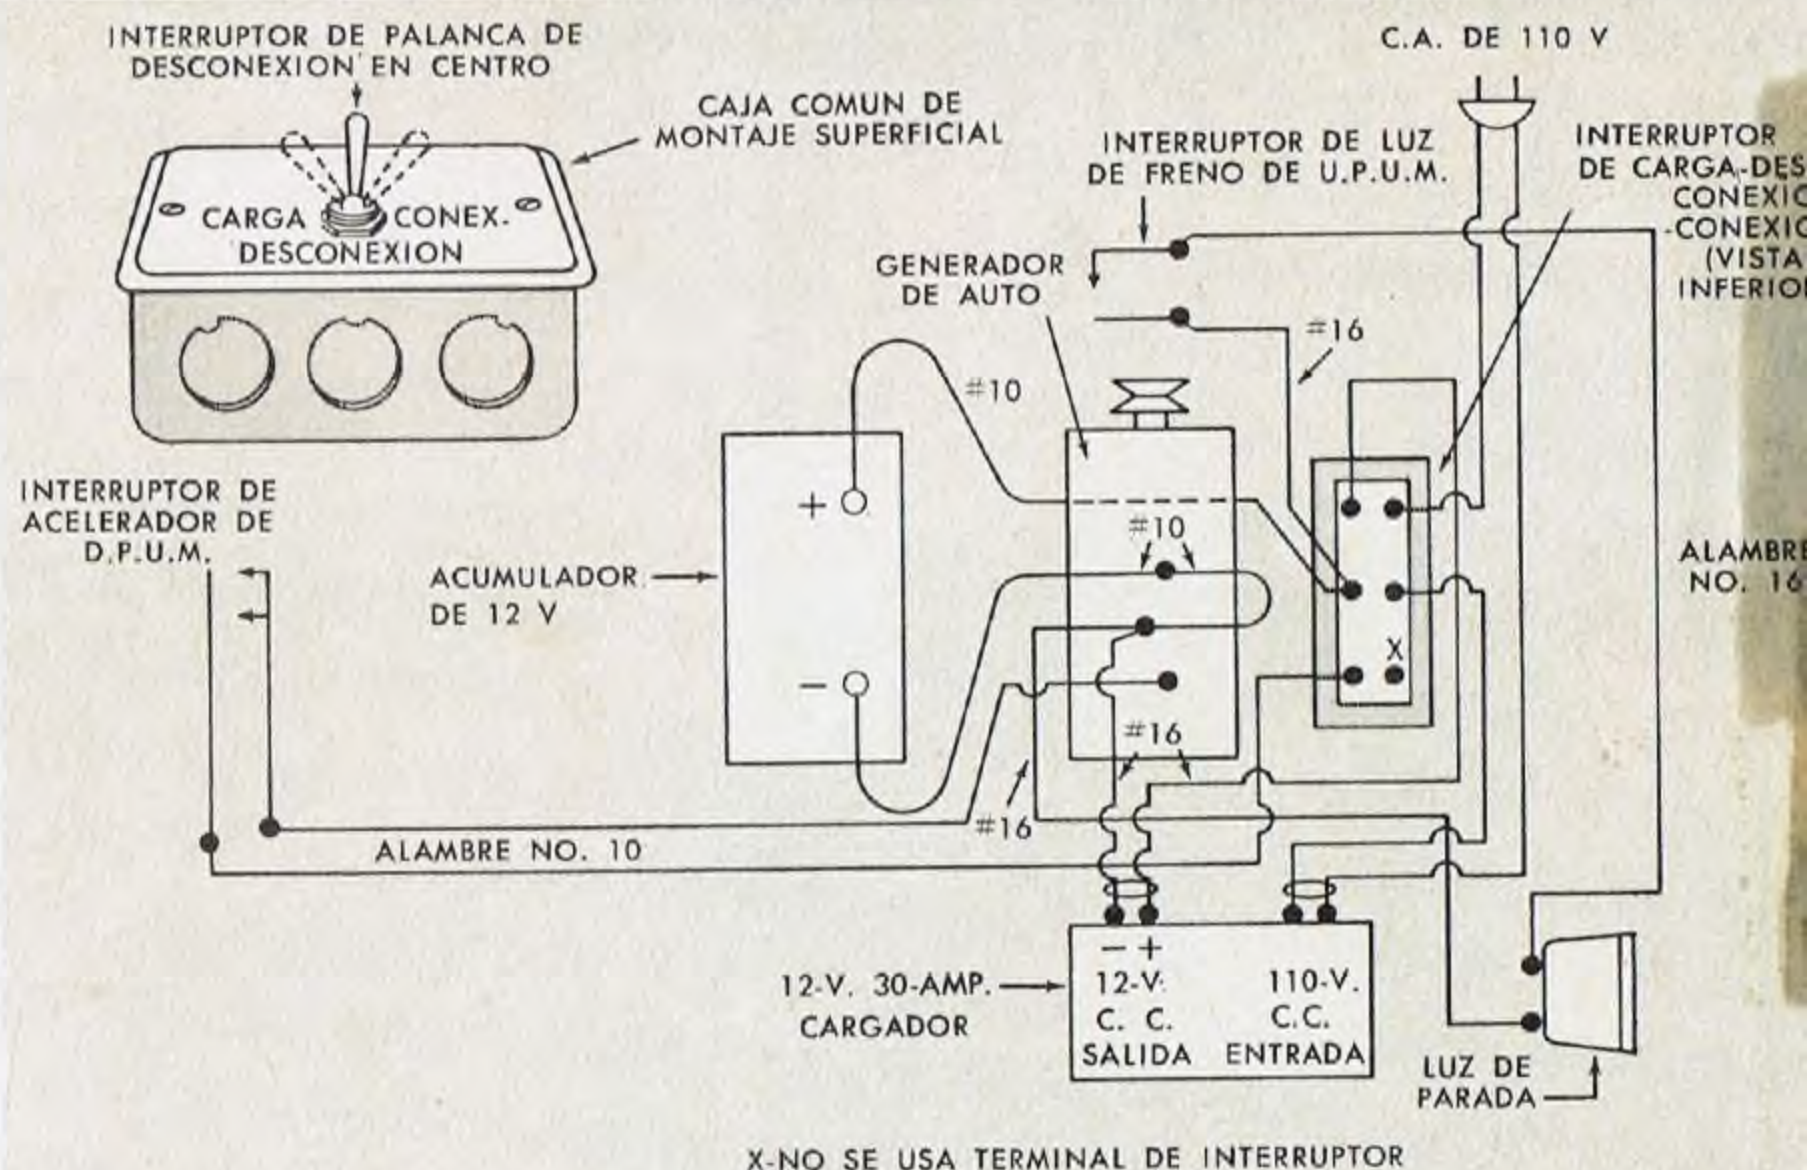 INTERRUPTOR DE PALANCA DE
DESCONEXION EN CENTRO
CAJA COMUN DE
MONTAJE SUPERFICIAL
CARGA CONEX.
DESCONEXION
C.A. DE 110 V
INTERRUPTOR DE LUZ
DE FRENO DE U.P.U.M.
INTERRUPTOR
DE CARGA-DES
CONEXIO
-CONEXIO
(VISTA
INFERIOR
GENERADOR
DE AUTO
#16
#10
INTERRUPTOR DE
ACELERADOR DE
D.P.U.M.
ACUMULADOR
DE 12 V
+
−
#10
X
ALAMBRE
NO. 16
#16
#16
ALAMBRE NO. 10
12-V. 30-AMP.
CARGADOR
− +
12-V. 110-V.
C. C. C.C.
SALIDA ENTRADA
LUZ DE
PARADA
X-NO SE USA TERMINAL DE INTERRUPTOR